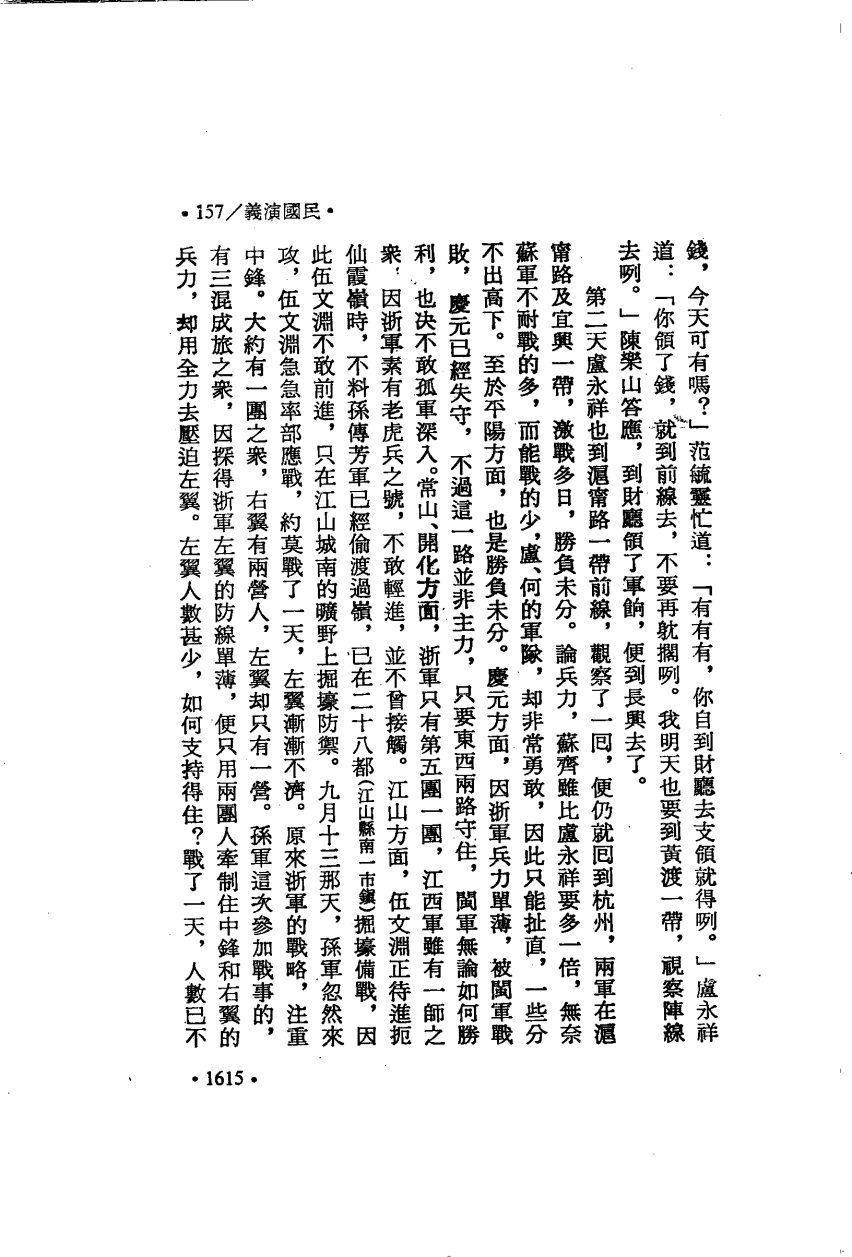 •157/義演國民•
錢，今天可有嗎？」范毓靈忙道：「有有有，你自到財廳去支領就得咧。」盧永祥
道：「你領了錢，就到前線去，不要再躭擱咧。我明天也要到黃渡一帶，視察陣線
去咧。」陳樂山答應，到財廳領了軍餉，便到長興去了。
第二天盧永祥也到滬甯路一帶前線，觀察了一囘，便仍就囘到杭州，兩軍在滬
甯路及宜興一帶，激戰多日，勝負未分。論兵力，蘇齊雖比盧永祥要多一倍，無奈
蘇軍不耐戰的多，而能戰的少，盧、何的軍隊，却非常勇敢，因此只能扯直，一些分
不出高下。至於平陽方面，也是勝負未分。慶元方面，因浙軍兵力單薄，被閩軍戰
敗，慶元已經失守，不過這一路並非主力，只要東西兩路守住，閩軍無論如何勝
利，也決不敢孤軍深入。常山、開化方面，浙軍只有第五團一團，江西軍雖有一師之
衆，因浙軍素有老虎兵之號，不敢輕進，並不曾接觸。江山方面，伍文淵正待進扼
仙霞嶺時，不料孫傳芳軍已經偷渡過嶺，已在二十八都（江山縣南一市鎮）掘壕備戰，因
此伍文淵不敢前進，只在江山城南的曠野上掘壕防禦。九月十三那天，孫軍忽然來
攻，伍文淵急急率部應戰，約莫戰了一天，左翼漸漸不濟。原來浙軍的戰略，注重
中鋒。大約有一團之衆，右翼有兩營人，左翼却只有一營。孫軍這次參加戰事的，
有三混成旅之衆，因探得浙軍左翼的防線單薄，便只用兩團人牽制住中鋒和右翼的
兵力，却用全力去壓迫左翼。左翼人數甚少，如何支持得住？戰了一天，人數已不
•1615•